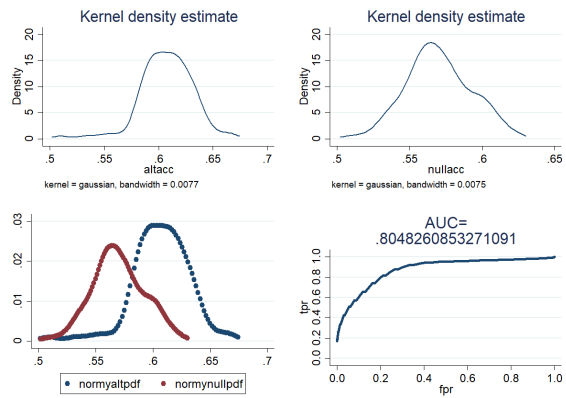 Kernel density estimate
Density
0 5 10 15 20
.5 .55 .6 .65 .7
altacc
kernel = gaussian, bandwidth = 0.0077
Kernel density estimate
Density
0 5 10 15 20
.5 .55 .6 .65
nullacc
kernel = gaussian, bandwidth = 0.0075
0 .01 .02 .03
.5 .55 .6 .65 .7
normyaltpdf normynullpdf
AUC=
.8048260853271091
tpr
0.0 0.2 0.4 0.6 0.8 1.0
0.0 0.2 0.4 0.6 0.8 1.0
fpr